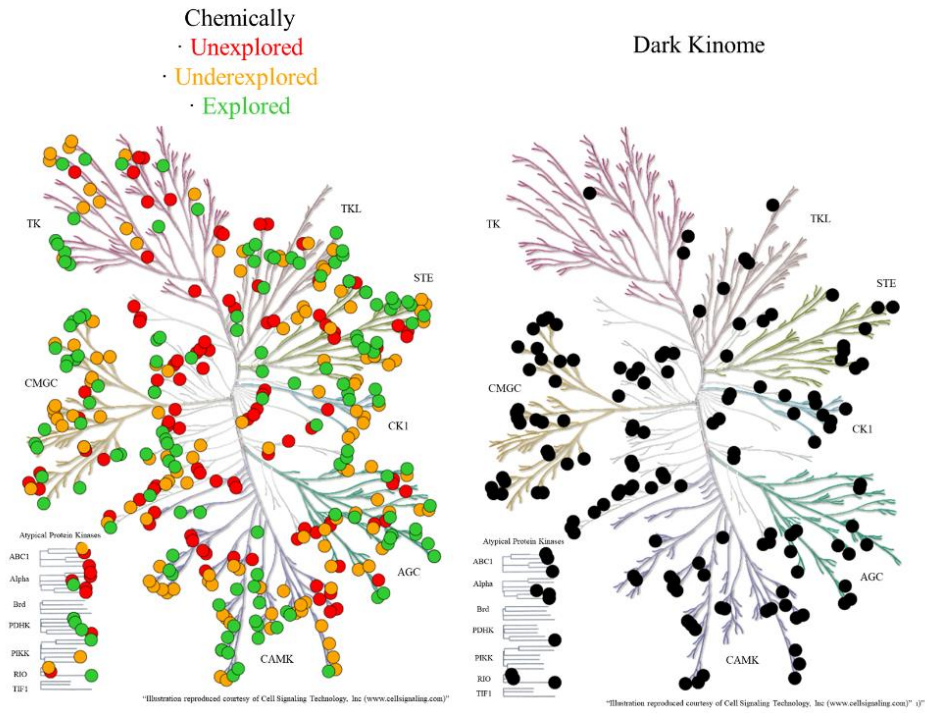 Chemically
· Unexplored
· Underexplored
· Explored
TK
TKL
STE
CMGC
CK1
AGC
CAMK
Atypical Protein Kinases
ABC1
Alpha
Brd
PDHK
PIKK
RIO
TIF1
“Illustration reproduced courtesy of Cell Signaling Technology, Inc (www.cellsignaling.com)”
Dark Kinome
TK
TKL
STE
CMGC
CK1
AGC
CAMK
Atypical Protein Kinases
ABC1
Alpha
Brd
PDHK
PIKK
RIO
TIF1
“Illustration reproduced courtesy of Cell Signaling Technology, Inc (www.cellsignaling.com)” ı)”